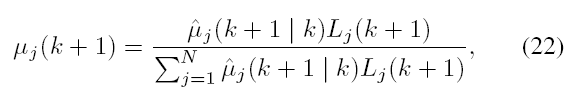 μ_j(k + 1) = \frac{\hat{μ}_j(k + 1 | k)L_j(k + 1)}{\sum_{j=1}^{N} \hat{μ}_j(k + 1 | k)L_j(k + 1)}, (22)